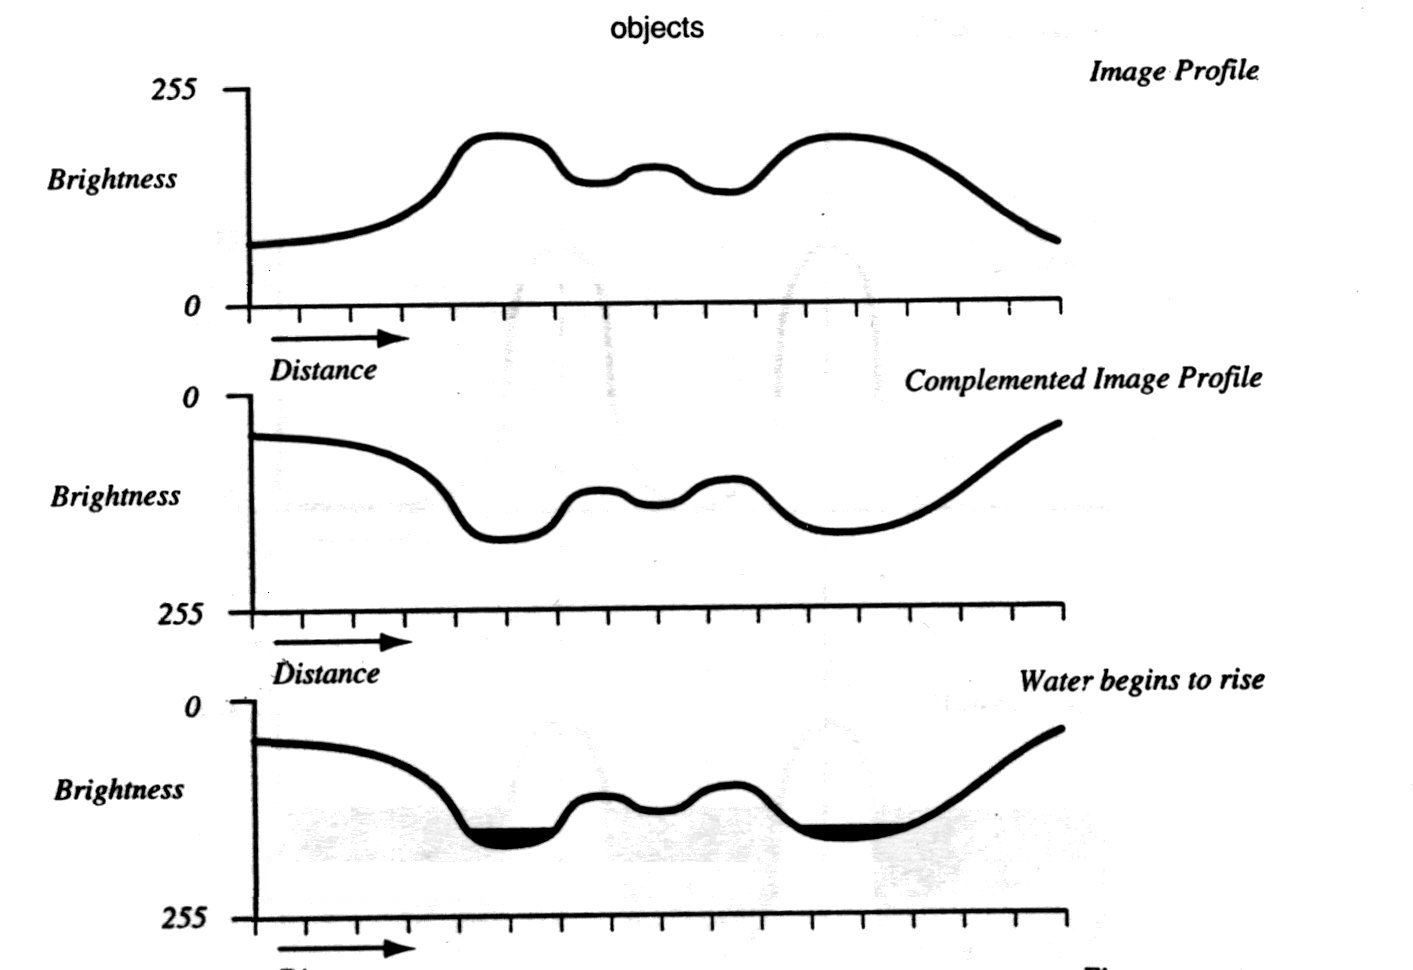 objects
Image Profile
255
Brightness
0
Distance
Complemented Image Profile
0
Brightness
255
Distance
Water begins to rise
0
Brightness
255